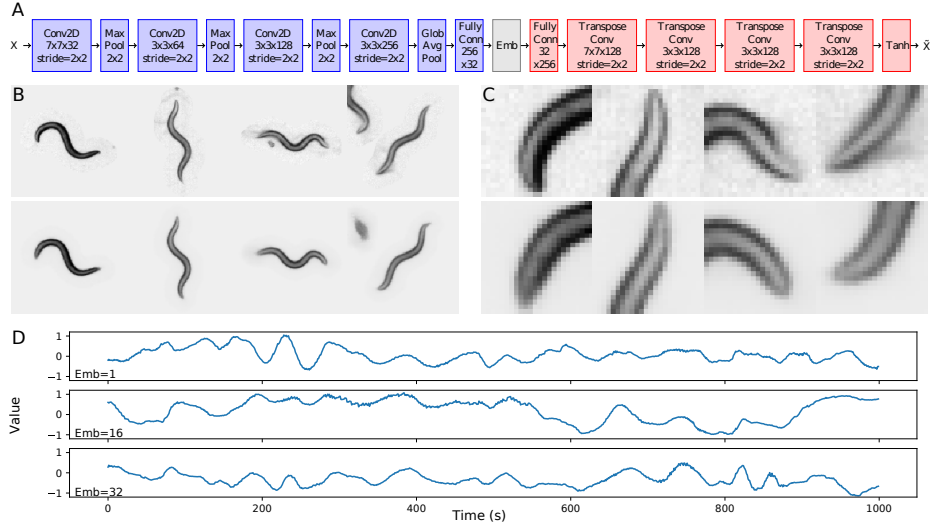 A
X
Conv2D
7x7x32
stride=2x2
Max
Pool
2x2
Conv2D
3x3x64
stride=2x2
Max
Pool
2x2
Conv2D
3x3x128
stride=2x2
Max
Pool
2x2
Conv2D
3x3x256
stride=2x2
Glob
Avg
Pool
Fully
Conn
256
x32
Emb
Fully
Conn
32
x256
Transpose
Conv
7x7x128
stride=2x2
Transpose
Conv
3x3x128
stride=2x2
Transpose
Conv
3x3x128
stride=2x2
Transpose
Conv
3x3x128
stride=2x2
Tanh
x̃
B
C
D
Value
1
0
−1
Emb=1
1
0
−1
Emb=16
1
0
−1
Emb=32
0 200 400 600 800 1000
Time (s)